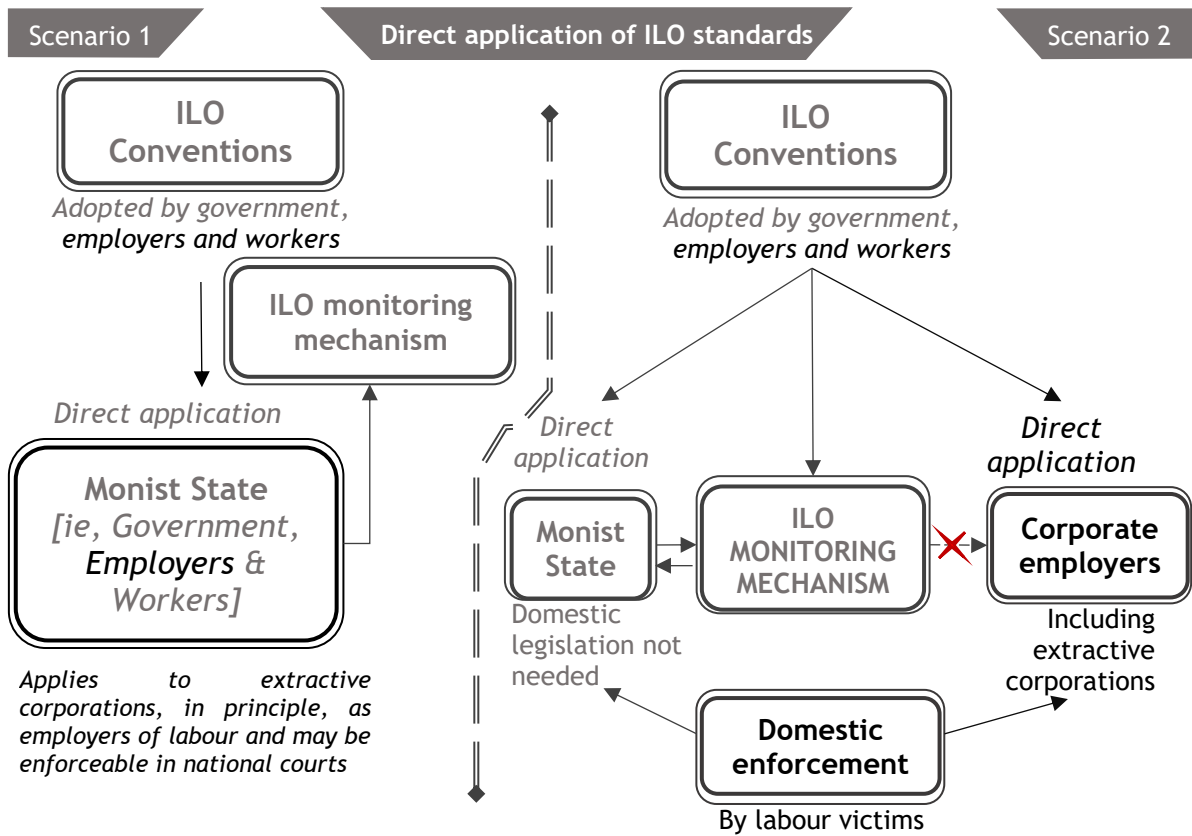 Scenario 1
Direct application of ILO standards
Scenario 2
ILO
Conventions
Adopted by government,
employers and workers
ILO monitoring
mechanism
Direct application
Monist State
[ie, Government,
Employers &
Workers]
Applies to extractive
corporations, in principle, as
employers of labour and may be
enforceable in national courts
ILO
Conventions
Adopted by government,
employers and workers
Direct
application
Direct
application
Monist
State
ILO
MONITORING
MECHANISM
Corporate
employers
Domestic
legislation not
needed
Including
extractive
corporations
Domestic
enforcement
By labour victims